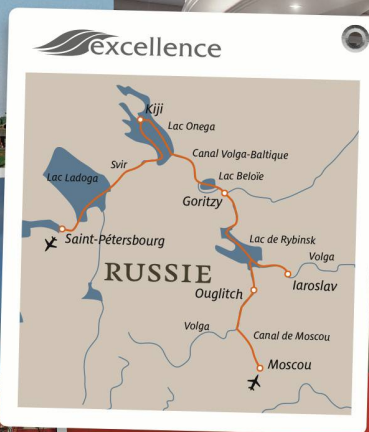 excellence
Kiji
Lac Onega
Canal Volga-Baltique
Svir
Lac Beloïe
Lac Ladoga
Goritzy
Saint-Pétersbourg
Lac de Rybinsk
Volga
RUSSIE
Iaroslav
Ouglitch
Volga
Canal de Moscou
Moscou